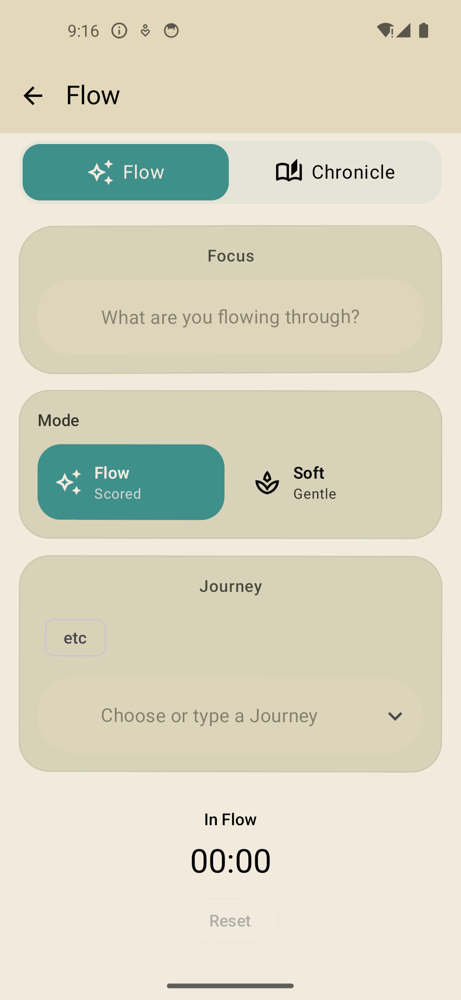 9:16
Flow
Flow
Chronicle
Focus
What are you flowing through?
Mode
Flow
Scored
Soft
Gentle
Journey
etc
Choose or type a Journey
In Flow
00:00
Reset